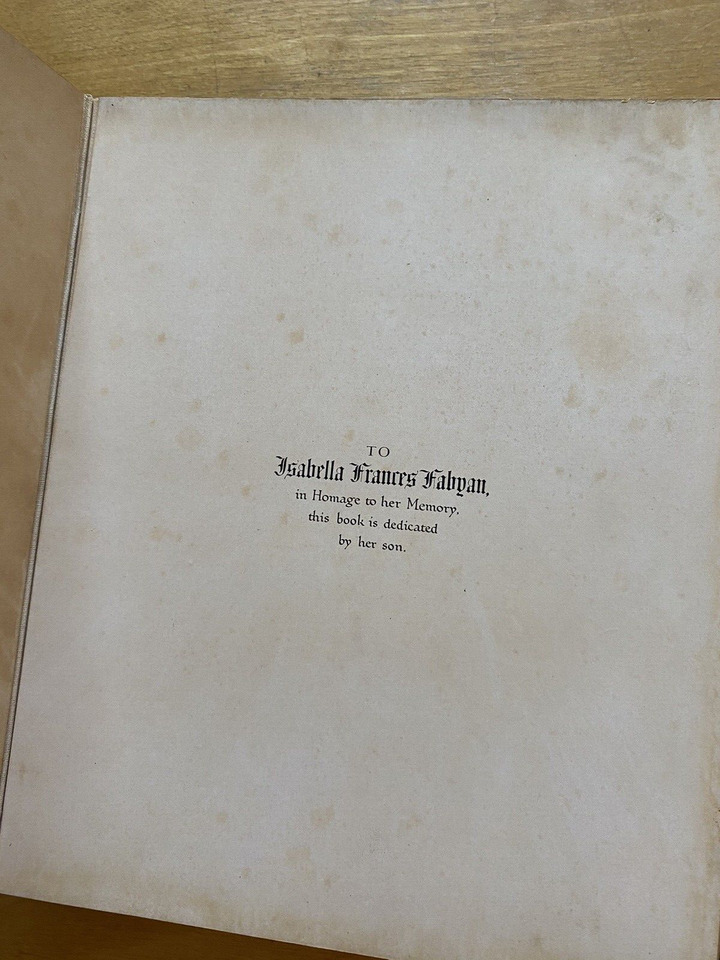 TO
Isabella Frances Fabyan,
in Homage to her Memory,
this book is dedicated
by her son.